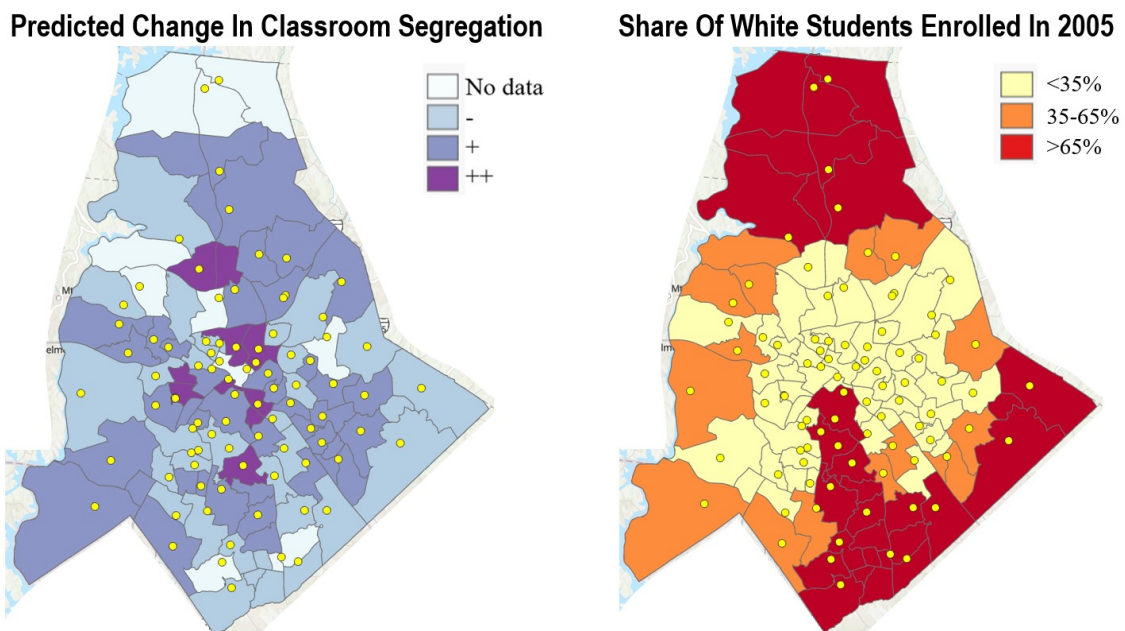 Predicted Change In Classroom Segregation
No data
-
+
++
Share Of White Students Enrolled In 2005
<35%
35-65%
>65%